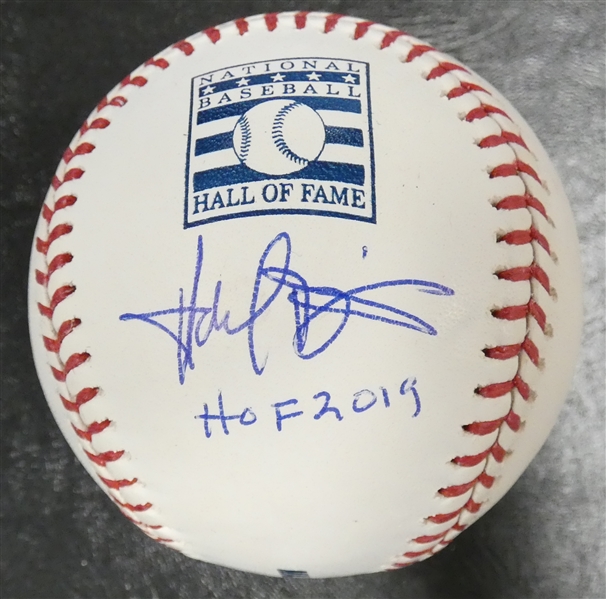 NATIONAL
BASEBALL
HALL OF FAME
HOF 2019